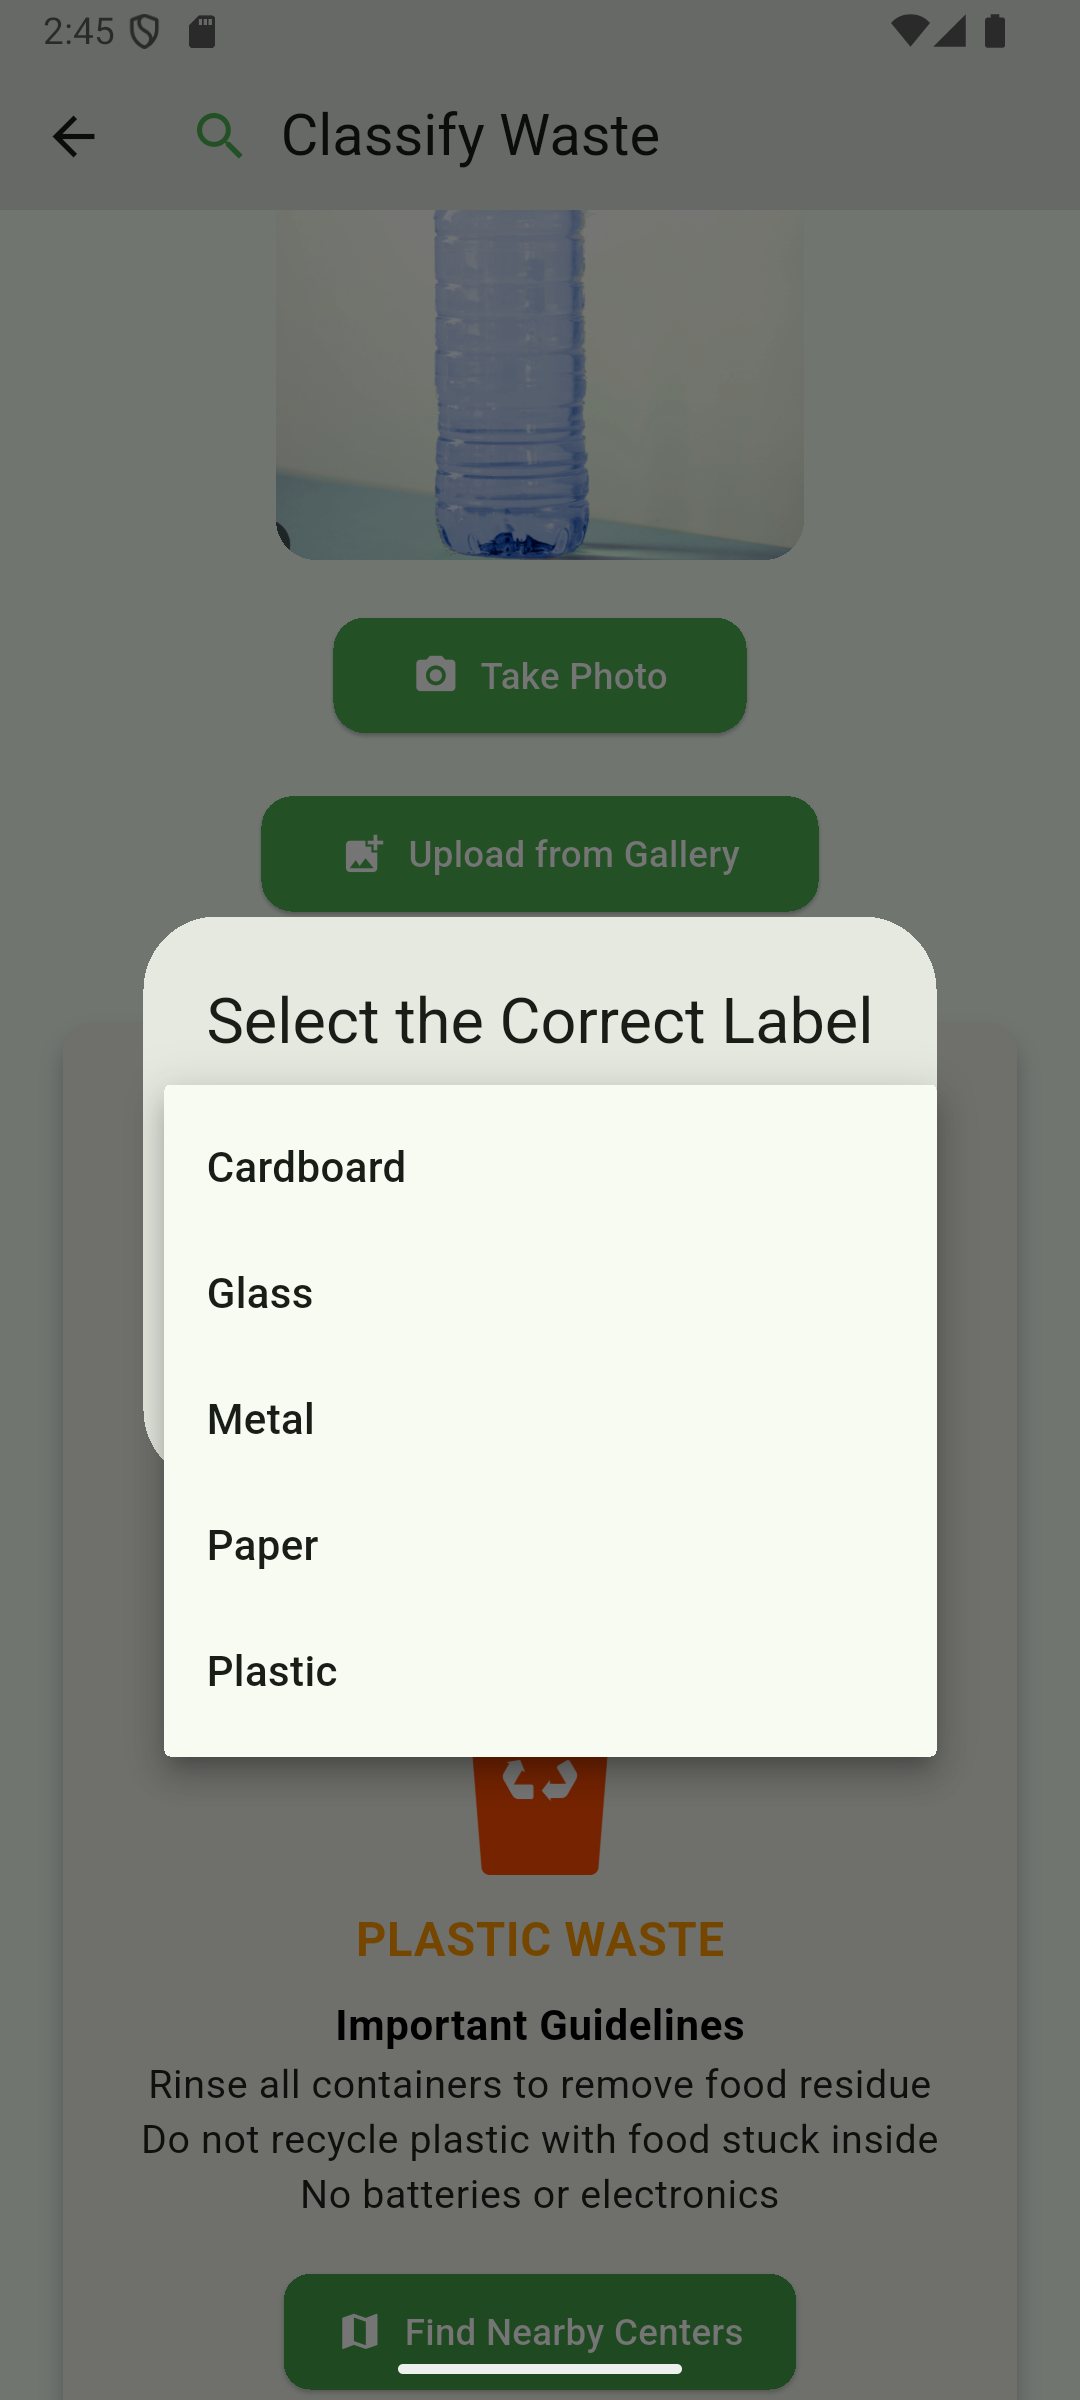 2:45
Classify Waste
Take Photo
Upload from Gallery
Select the Correct Label
Cardboard
Glass
Metal
Paper
Plastic
PLASTIC WASTE
Important Guidelines
Rinse all containers to remove food residue
Do not recycle plastic with food stuck inside
No batteries or electronics
Find Nearby Centers